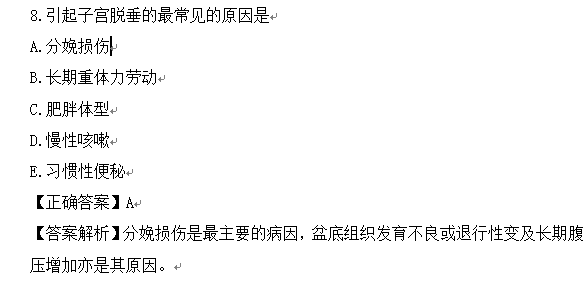 8.引起子宫脱垂的最常见的原因是
A.分娩损伤
B.长期重体力劳动
C.肥胖体型
D.慢性咳嗽
E.习惯性便秘
【正确答案】A
【答案解析】分娩损伤是最主要的病因，盆底组织发育不良或退行性变及长期腹
压增加亦是其原因。